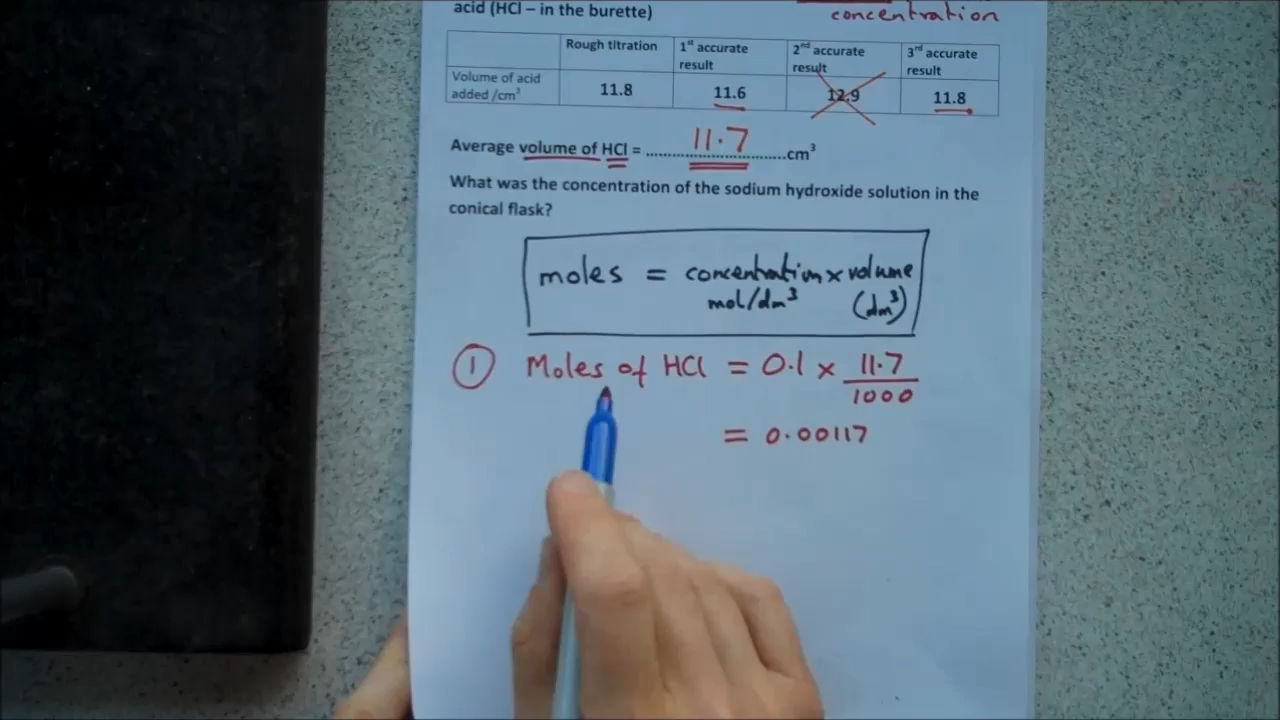 acid (HCl – in the burette)
concentration
Rough titration 1st accurate result 2nd accurate result 3rd accurate result
Volume of acid added /cm³ 11.8 11.6 12.9 11.8
Average volume of HCl = 11.7 cm³
What was the concentration of the sodium hydroxide solution in the
conical flask?
moles = concentration x volume
mol/dm³ (dm³)
1 Moles of HCl = 0.1 x 11.7
1000
= 0.00117